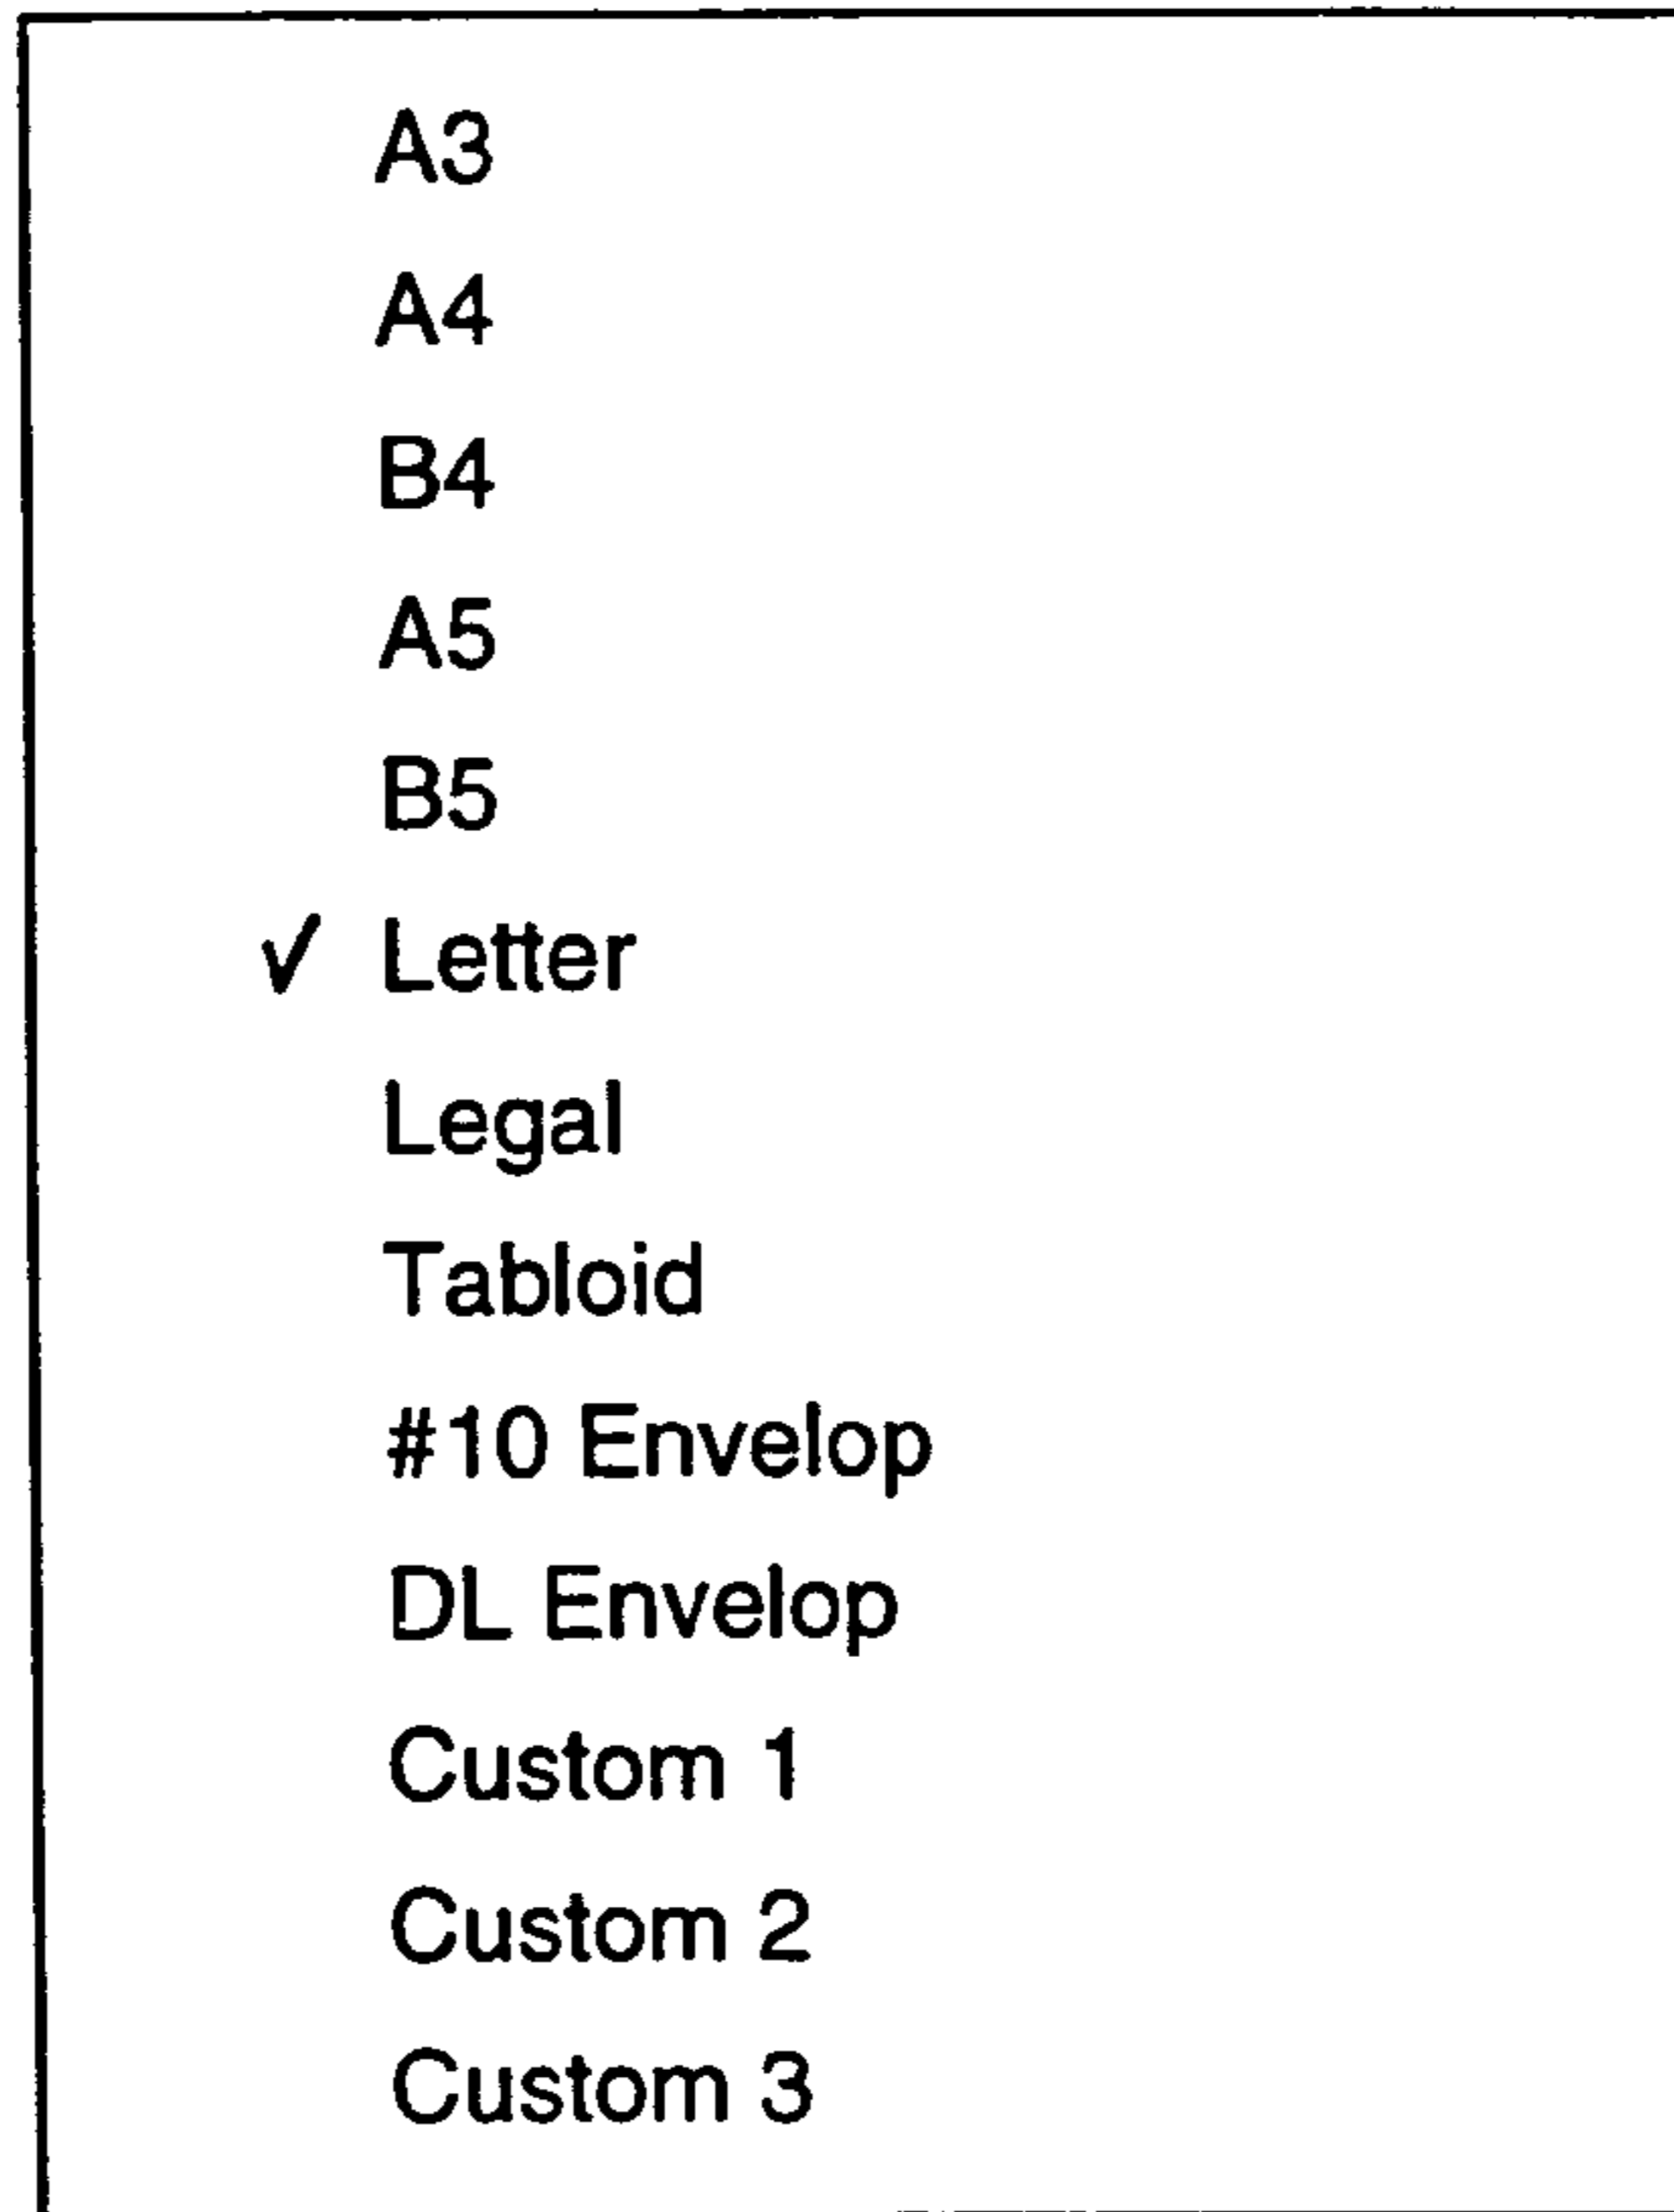 A3
A4
B4
A5
B5
✓ Letter
Legal
Tabloid
#10 Envelop
DL Envelop
Custom 1
Custom 2
Custom 3